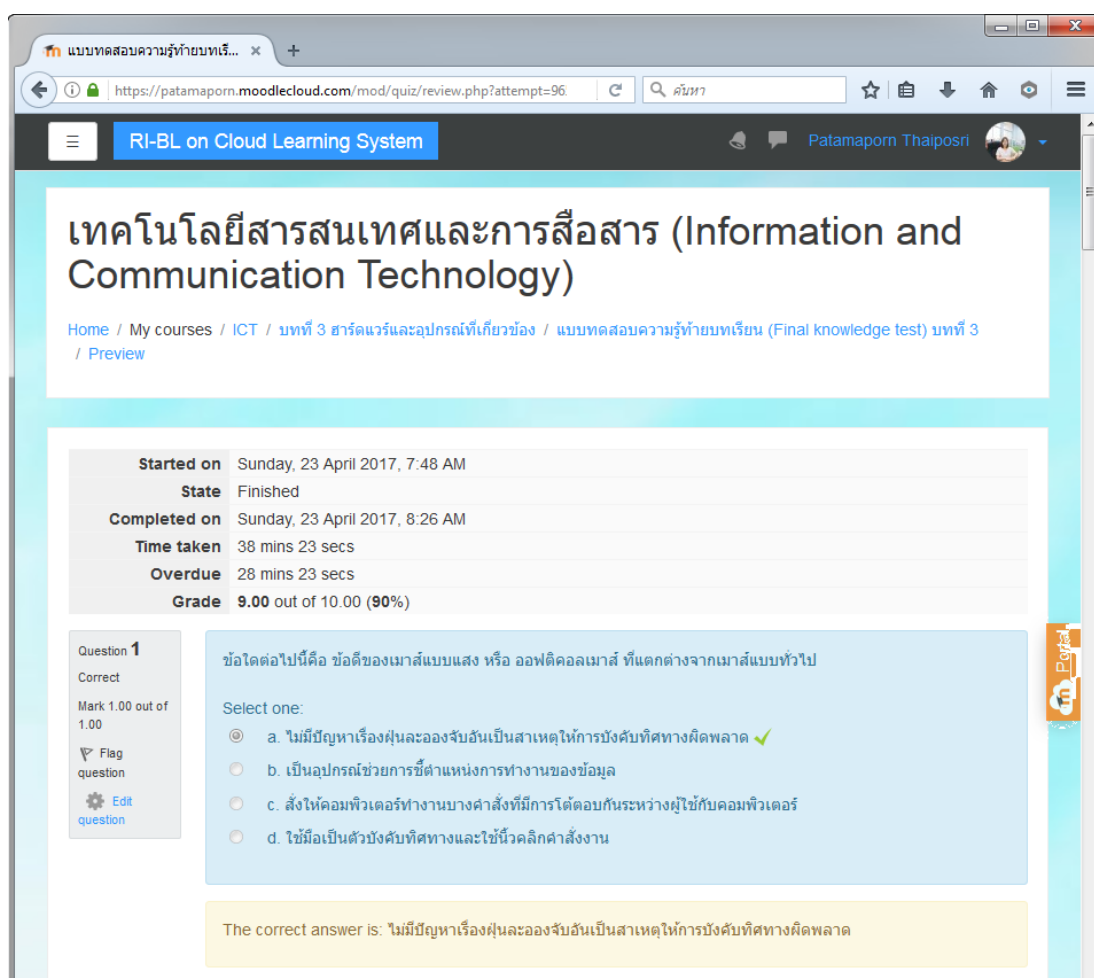 แบบทดสอบความรู้ท้ายบทเรี... × +
https://patamaporn.moodlecloud.com/mod/quiz/review.php?attempt=96 ค้นหา
RI-BL on Cloud Learning System Patamaporn Thaiposri
เทคโนโลยีสารสนเทศและการสื่อสาร (Information and
Communication Technology)
Home / My courses / ICT / บทที่ 3 ฮาร์ดแวร์และอุปกรณ์ที่เกี่ยวข้อง / แบบทดสอบความรู้ท้ายบทเรียน (Final knowledge test) บทที่ 3
/ Preview
Started on Sunday, 23 April 2017, 7:48 AM
State Finished
Completed on Sunday, 23 April 2017, 8:26 AM
Time taken 38 mins 23 secs
Overdue 28 mins 23 secs
Grade 9.00 out of 10.00 (90%)
Question 1
Correct
Mark 1.00 out of
1.00
Flag
question
Edit
question
ข้อใดต่อไปนี้คือ ข้อดีของเมาส์แบบแสง หรือ ออฟติคอลเมาส์ ที่แตกต่างจากเมาส์แบบทั่วไป
Select one:
a. ไม่มีปัญหาเรื่องฝุ่นละอองจับอันเป็นสาเหตุให้การบังคับทิศทางผิดพลาด
b. เป็นอุปกรณ์ช่วยการชี้ตำแหน่งการทำงานของข้อมูล
c. สั่งให้คอมพิวเตอร์ทำงานบางคำสั่งที่มีการโต้ตอบกันระหว่างผู้ใช้กับคอมพิวเตอร์
d. ใช้มือเป็นตัวบังคับทิศทางและใช้นิ้วคลิกคำสั่งงาน
The correct answer is: ไม่มีปัญหาเรื่องฝุ่นละอองจับอันเป็นสาเหตุให้การบังคับทิศทางผิดพลาด